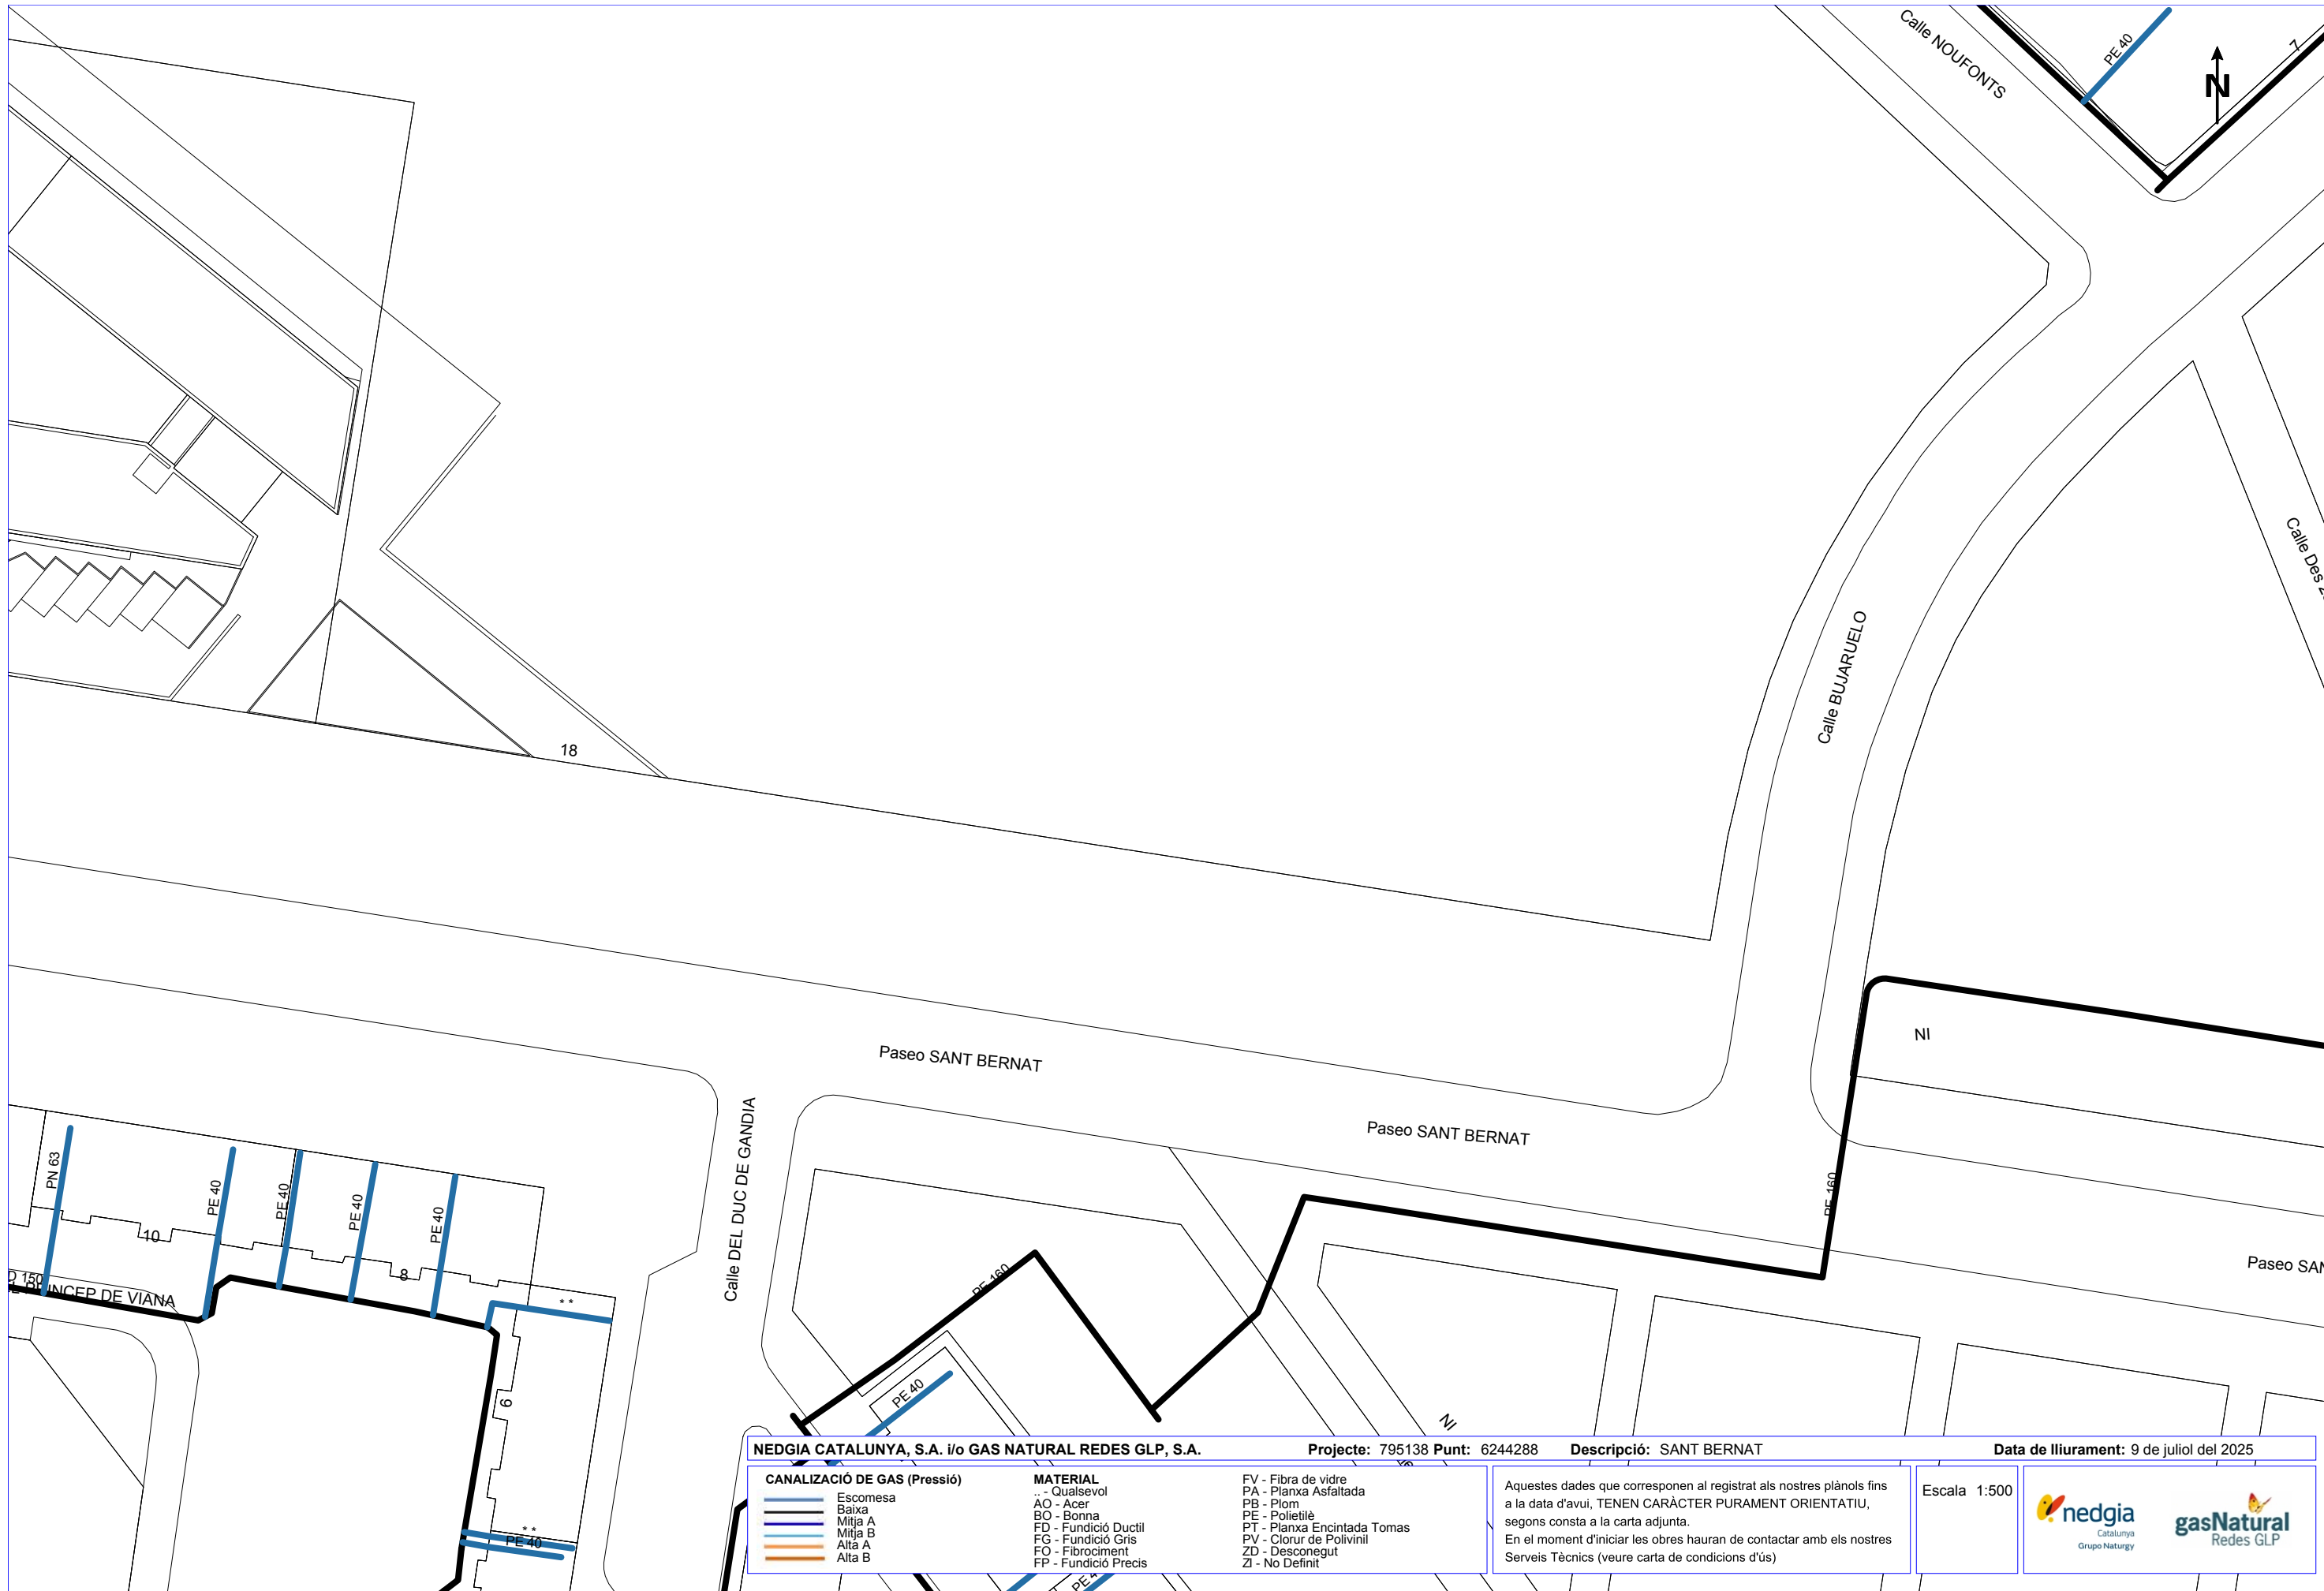 Calle NOUFONTS
PE 40
7
N
Calle Des
Calle BUJARUELO
18
NI
Paseo SANT BERNAT
Paseo SANT BERNAT
Calle DEL DUC DE GANDIA
PN 63
PE 40
PE 40
PE 40
PE 40
PE 160
10
8
PE 160
Paseo SAN
D 150
PRINCEP DE VIANA
* *
6
PE 40
NI
* *
PE 40
PE 4
NEDGIA CATALUNYA, S.A. i/o GAS NATURAL REDES GLP, S.A. Projecte: 795138 Punt: 6244288 Descripció: SANT BERNAT Data de lliurament: 9 de juliol del 2025
CANALIZACIÓ DE GAS (Pressió)
Escomesa
Baixa
Mitja A
Mitja B
Alta A
Alta B
MATERIAL
.. - Qualsevol
AO - Acer
BO - Bonna
FD - Fundició Ductil
FG - Fundició Gris
FO - Fibrociment
FP - Fundició Precis
FV - Fibra de vidre
PA - Planxa Asfaltada
PB - Plom
PE - Polietilè
PT - Planxa Encintada Tomas
PV - Clorur de Polivinil
ZD - Desconegut
ZI - No Definit
Aquestes dades que corresponen al registrat als nostres plànols fins
a la data d'avui, TENEN CARÀCTER PURAMENT ORIENTATIU,
segons consta a la carta adjunta.
En el moment d'iniciar les obres hauran de contactar amb els nostres
Serveis Tècnics (veure carta de condicions d'ús)
Escala 1:500
nedgia
Catalunya
Grupo Naturgy
gasNatural
Redes GLP